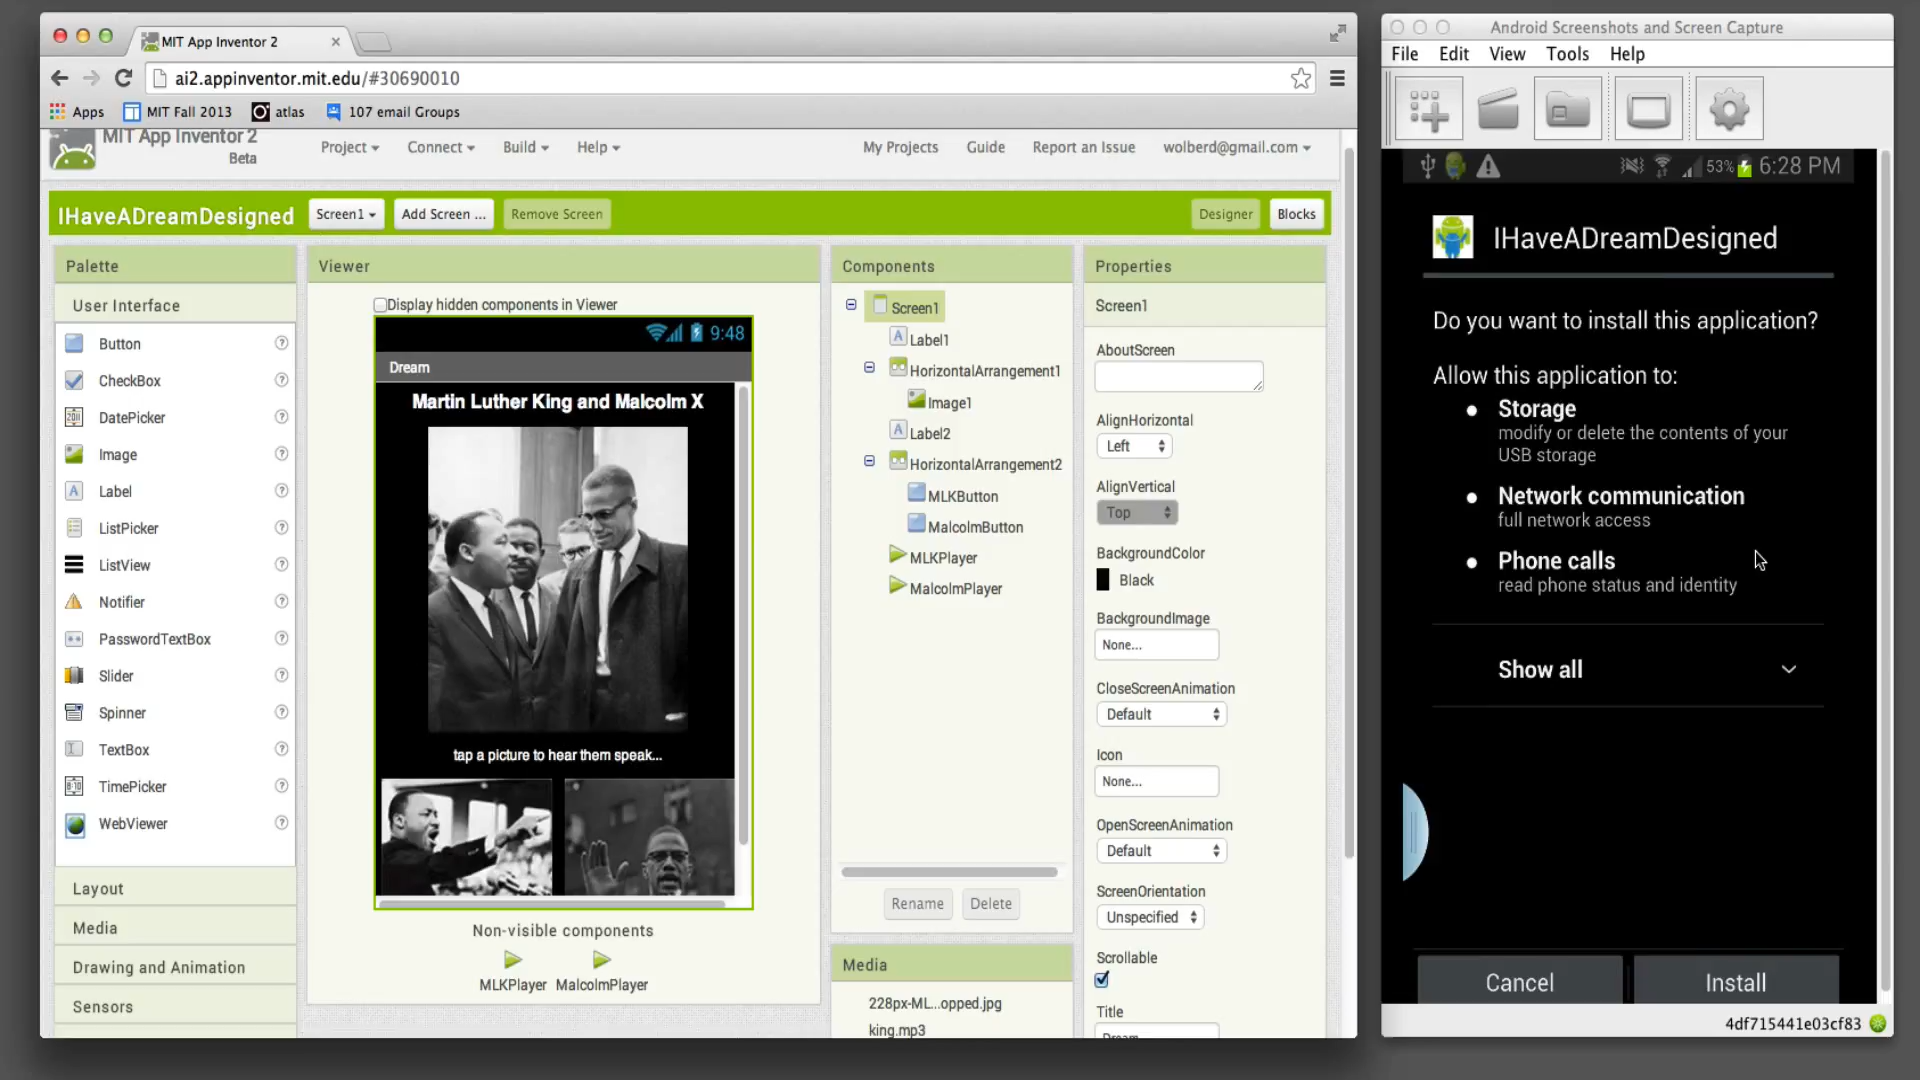 MIT App Inventor 2
ai2.appinventor.mit.edu/#30690010
Apps
MIT Fall 2013
atlas
107 email Groups
MIT App Inventor 2
Beta
Project
Connect
Build
Help
My Projects
Guide
Report an Issue
wolberd@gmail.com
IHaveADreamDesigned
Screen1
Add Screen ...
Remove Screen
Designer
Blocks
Palette
User Interface
Button
?
CheckBox
?
DatePicker
?
Image
?
Label
?
ListPicker
?
ListView
?
Notifier
?
PasswordTextBox
?
Slider
?
Spinner
?
TextBox
?
TimePicker
?
WebViewer
?
Layout
Media
Drawing and Animation
Sensors
Viewer
Display hidden components in Viewer
9:48
Dream
Martin Luther King and Malcolm X
tap a picture to hear them speak...
Non-visible components
MLKPlayer
MalcolmPlayer
Components
Screen1
Label1
HorizontalArrangement1
Image1
Label2
HorizontalArrangement2
MLKButton
MalcolmButton
MLKPlayer
MalcolmPlayer
Rename
Delete
Media
228px-ML...opped.jpg
king.mp3
Properties
Screen1
AboutScreen
AlignHorizontal
Left
AlignVertical
Top
BackgroundColor
Black
BackgroundImage
None...
CloseScreenAnimation
Default
Icon
None...
OpenScreenAnimation
Default
ScreenOrientation
Unspecified
Scrollable
Title
Dream
Android Screenshots and Screen Capture
File
Edit
View
Tools
Help
53%
6:28 PM
IHaveADreamDesigned
Do you want to install this application?
Allow this application to:
Storage
modify or delete the contents of your
USB storage
Network communication
full network access
Phone calls
read phone status and identity
Show all
Cancel
Install
4df715441e03cf83